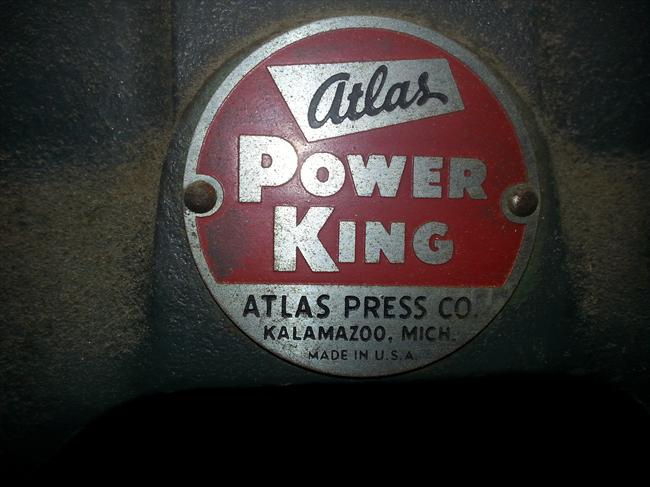 Atlas
POWER
KING
ATLAS PRESS CO.
KALAMAZOO, MICH.
MADE IN U.S.A.